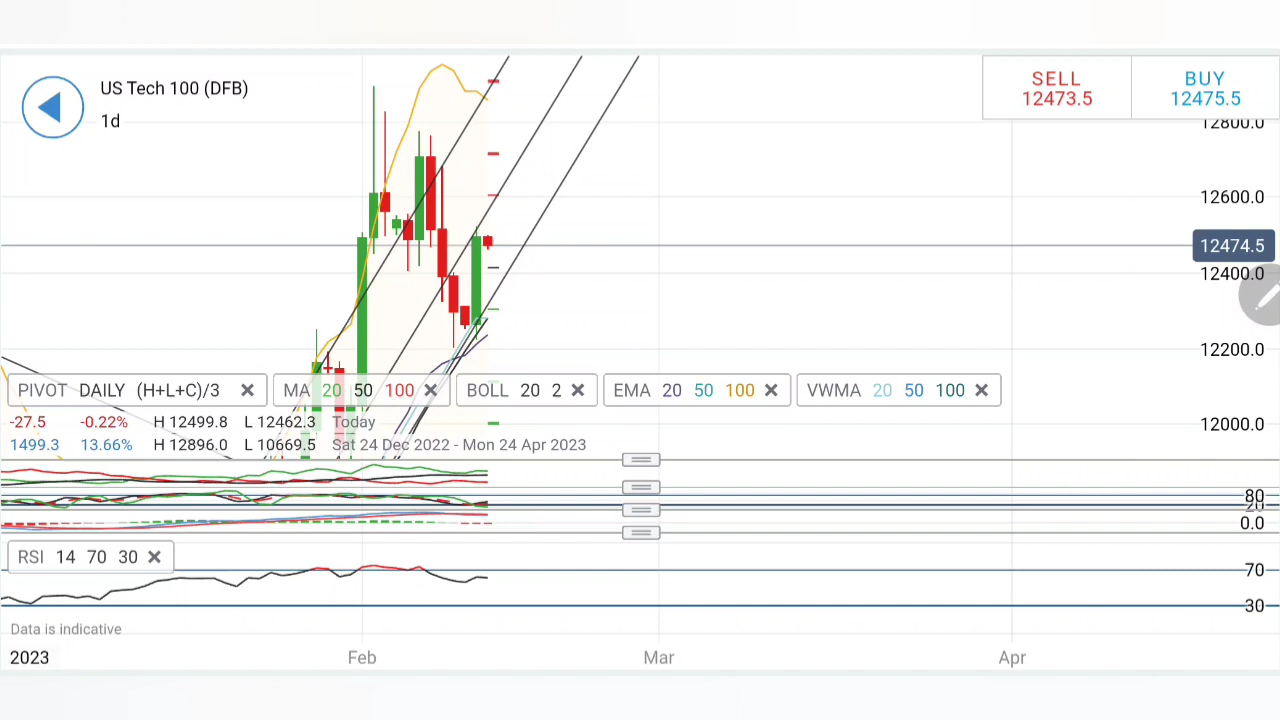 US Tech 100 (DFB)
1d
SELL
12473.5
BUY
12475.5
12800.0
12600.0
12474.5
12400.0
12200.0
12000.0
PIVOT DAILY (H+L+C)/3
MA 20 50 100
BOLL 20 2
EMA 20 50 100
VWMA 20 50 100
-27.5 -0.22% H 12499.8 L 12462.3 Today
1499.3 13.66% H 12896.0 L 10669.5 Sat 24 Dec 2022 - Mon 24 Apr 2023
80
20
0.0
RSI 14 70 30
70
30
Data is indicative
2023 Feb Mar Apr